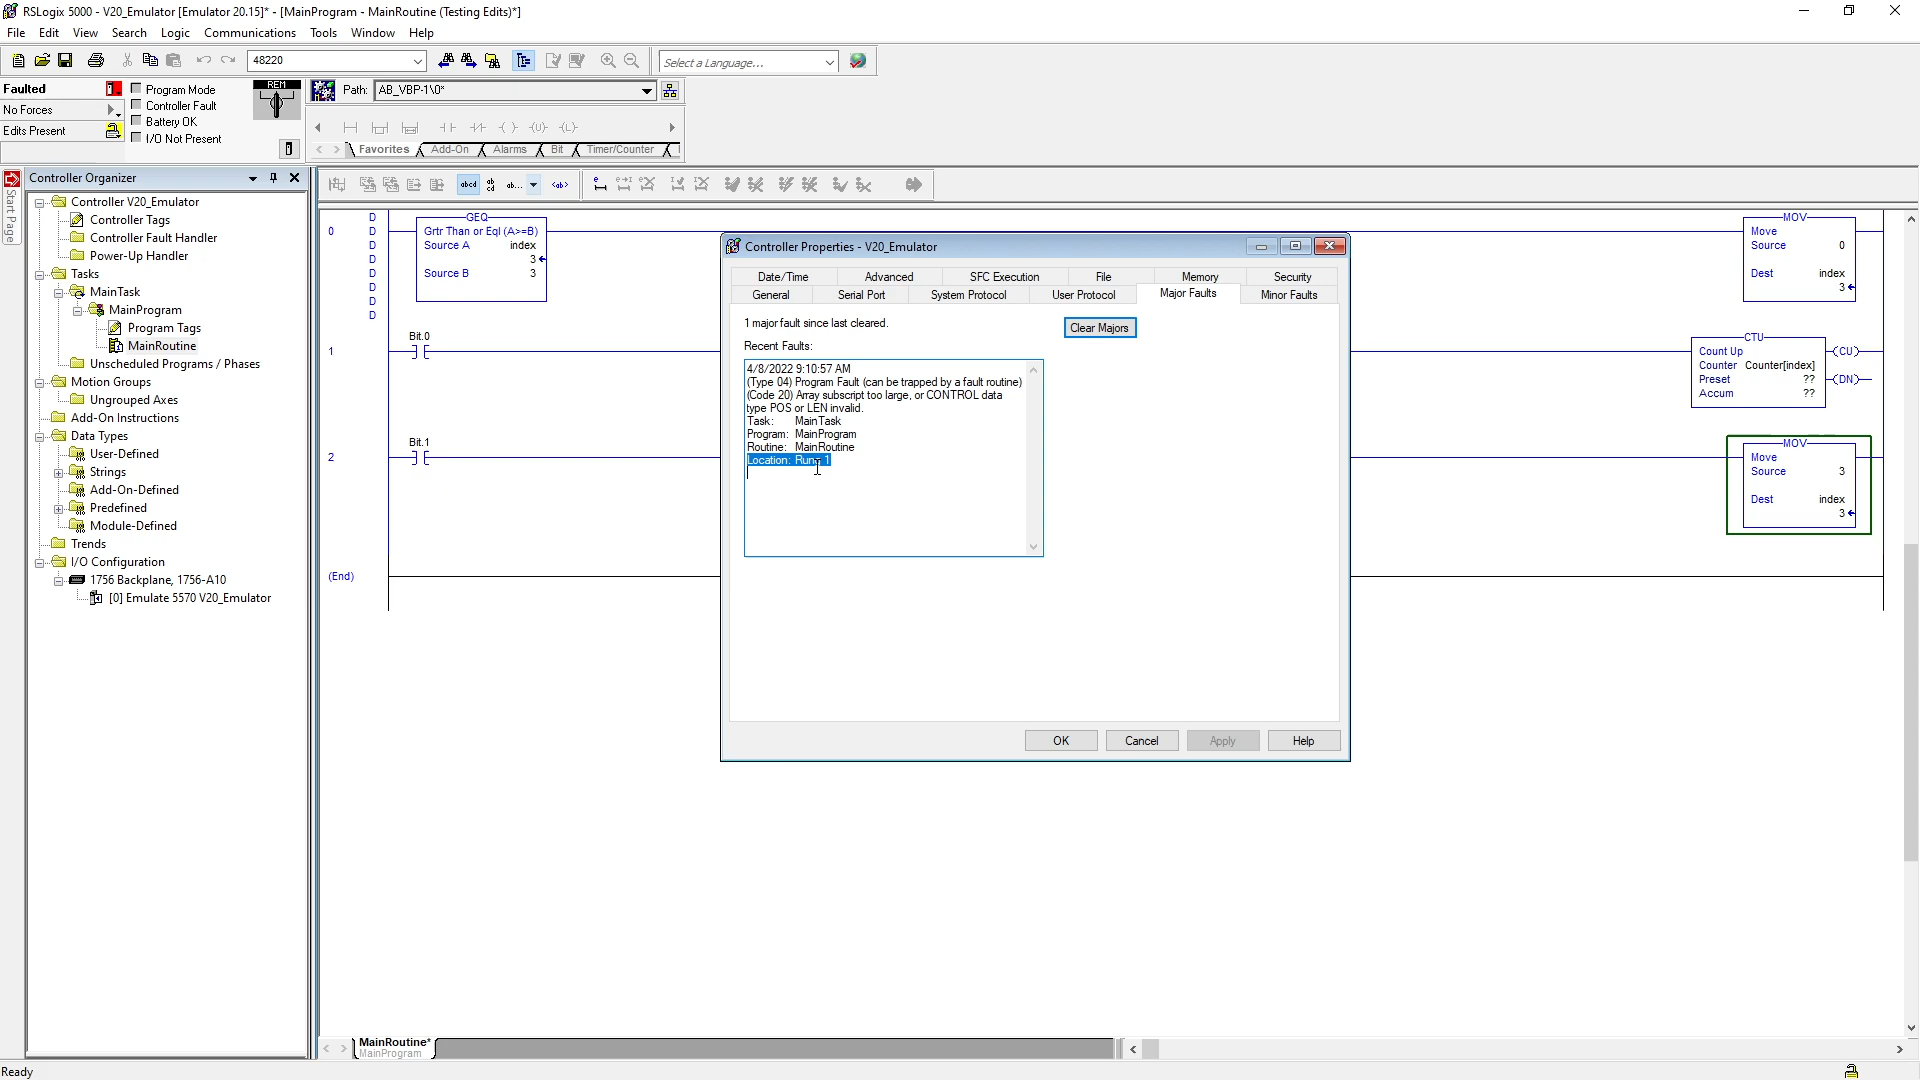 RSLogix 5000 - V20_Emulator [Emulator 20.15]* - [MainProgram - MainRoutine (Testing Edits)*]
File Edit View Search Logic Communications Tools Window Help
48220
Select a Language...
Faulted
No Forces
Edits Present
Program Mode
Controller Fault
Battery OK
I/O Not Present
REM
Path: AB_VBP-1\0*
Favorites Add-On Alarms Bit Timer/Counter
Start Page
Controller Organizer
Controller V20_Emulator
Controller Tags
Controller Fault Handler
Power-Up Handler
Tasks
MainTask
MainProgram
Program Tags
MainRoutine
Unscheduled Programs / Phases
Motion Groups
Ungrouped Axes
Add-On Instructions
Data Types
User-Defined
Strings
Add-On-Defined
Predefined
Module-Defined
Trends
I/O Configuration
1756 Backplane, 1756-A10
[0] Emulate 5570 V20_Emulator
0
D
D
D
D
D
D
D
D
GEQ
Grtr Than or Eql (A>=B)
Source A index
3
Source B 3
MOV
Move
Source 0
Dest index
3
1
Bit.0
CTU
Count Up
Counter Counter[index]
Preset ??
Accum ??
(CU)
(DN)
2
Bit.1
MOV
Move
Source 3
Dest index
3
(End)
Controller Properties - V20_Emulator
Date/Time Advanced SFC Execution File Memory Security
General Serial Port System Protocol User Protocol Major Faults Minor Faults
1 major fault since last cleared.
Clear Majors
Recent Faults:
4/8/2022 9:10:57 AM
(Type 04) Program Fault (can be trapped by a fault routine)
(Code 20) Array subscript too large, or CONTROL data
type POS or LEN invalid.
Task: MainTask
Program: MainProgram
Routine: MainRoutine
Location: Rung 1
OK Cancel Apply Help
MainRoutine*
MainProgram
Ready